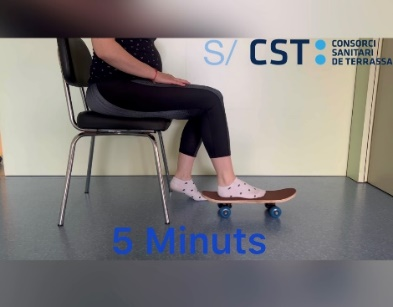 S/ CST: CONSORCI
SANITARI
DE TERRASSA
5 Minuts